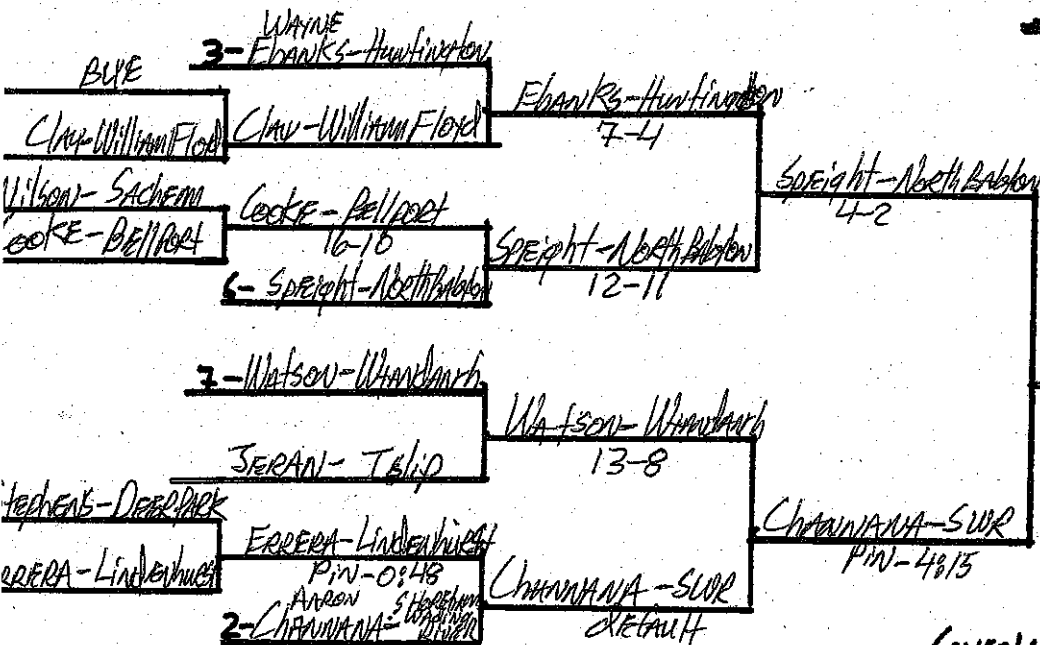 WAYNE
3-Ebanks-Huntington
BYE
Clay-William Floyd
Clay-William Floyd
Ebanks-Huntington
7-4
Wilson-Sachem
Cooke-Bellport
Cooke-Bellport
16-10
6-Speight-North Babylon
Speight-North Babylon
12-11
Speight-North Babylon
4-2
7-Watson-Wyandanch
JERAN-Islip
Watson-Wyandanch
13-8
Stephens-DEER PARK
ERRERA-Lindenhurst
ERRERA-Lindenhurst
PiN-0:48
AARON SHOREHAM
2-CHANNANA-WADING RIVER
CHANNANA-SWR
dEFAULT
CHANNANA-SWR
PiN-4:15